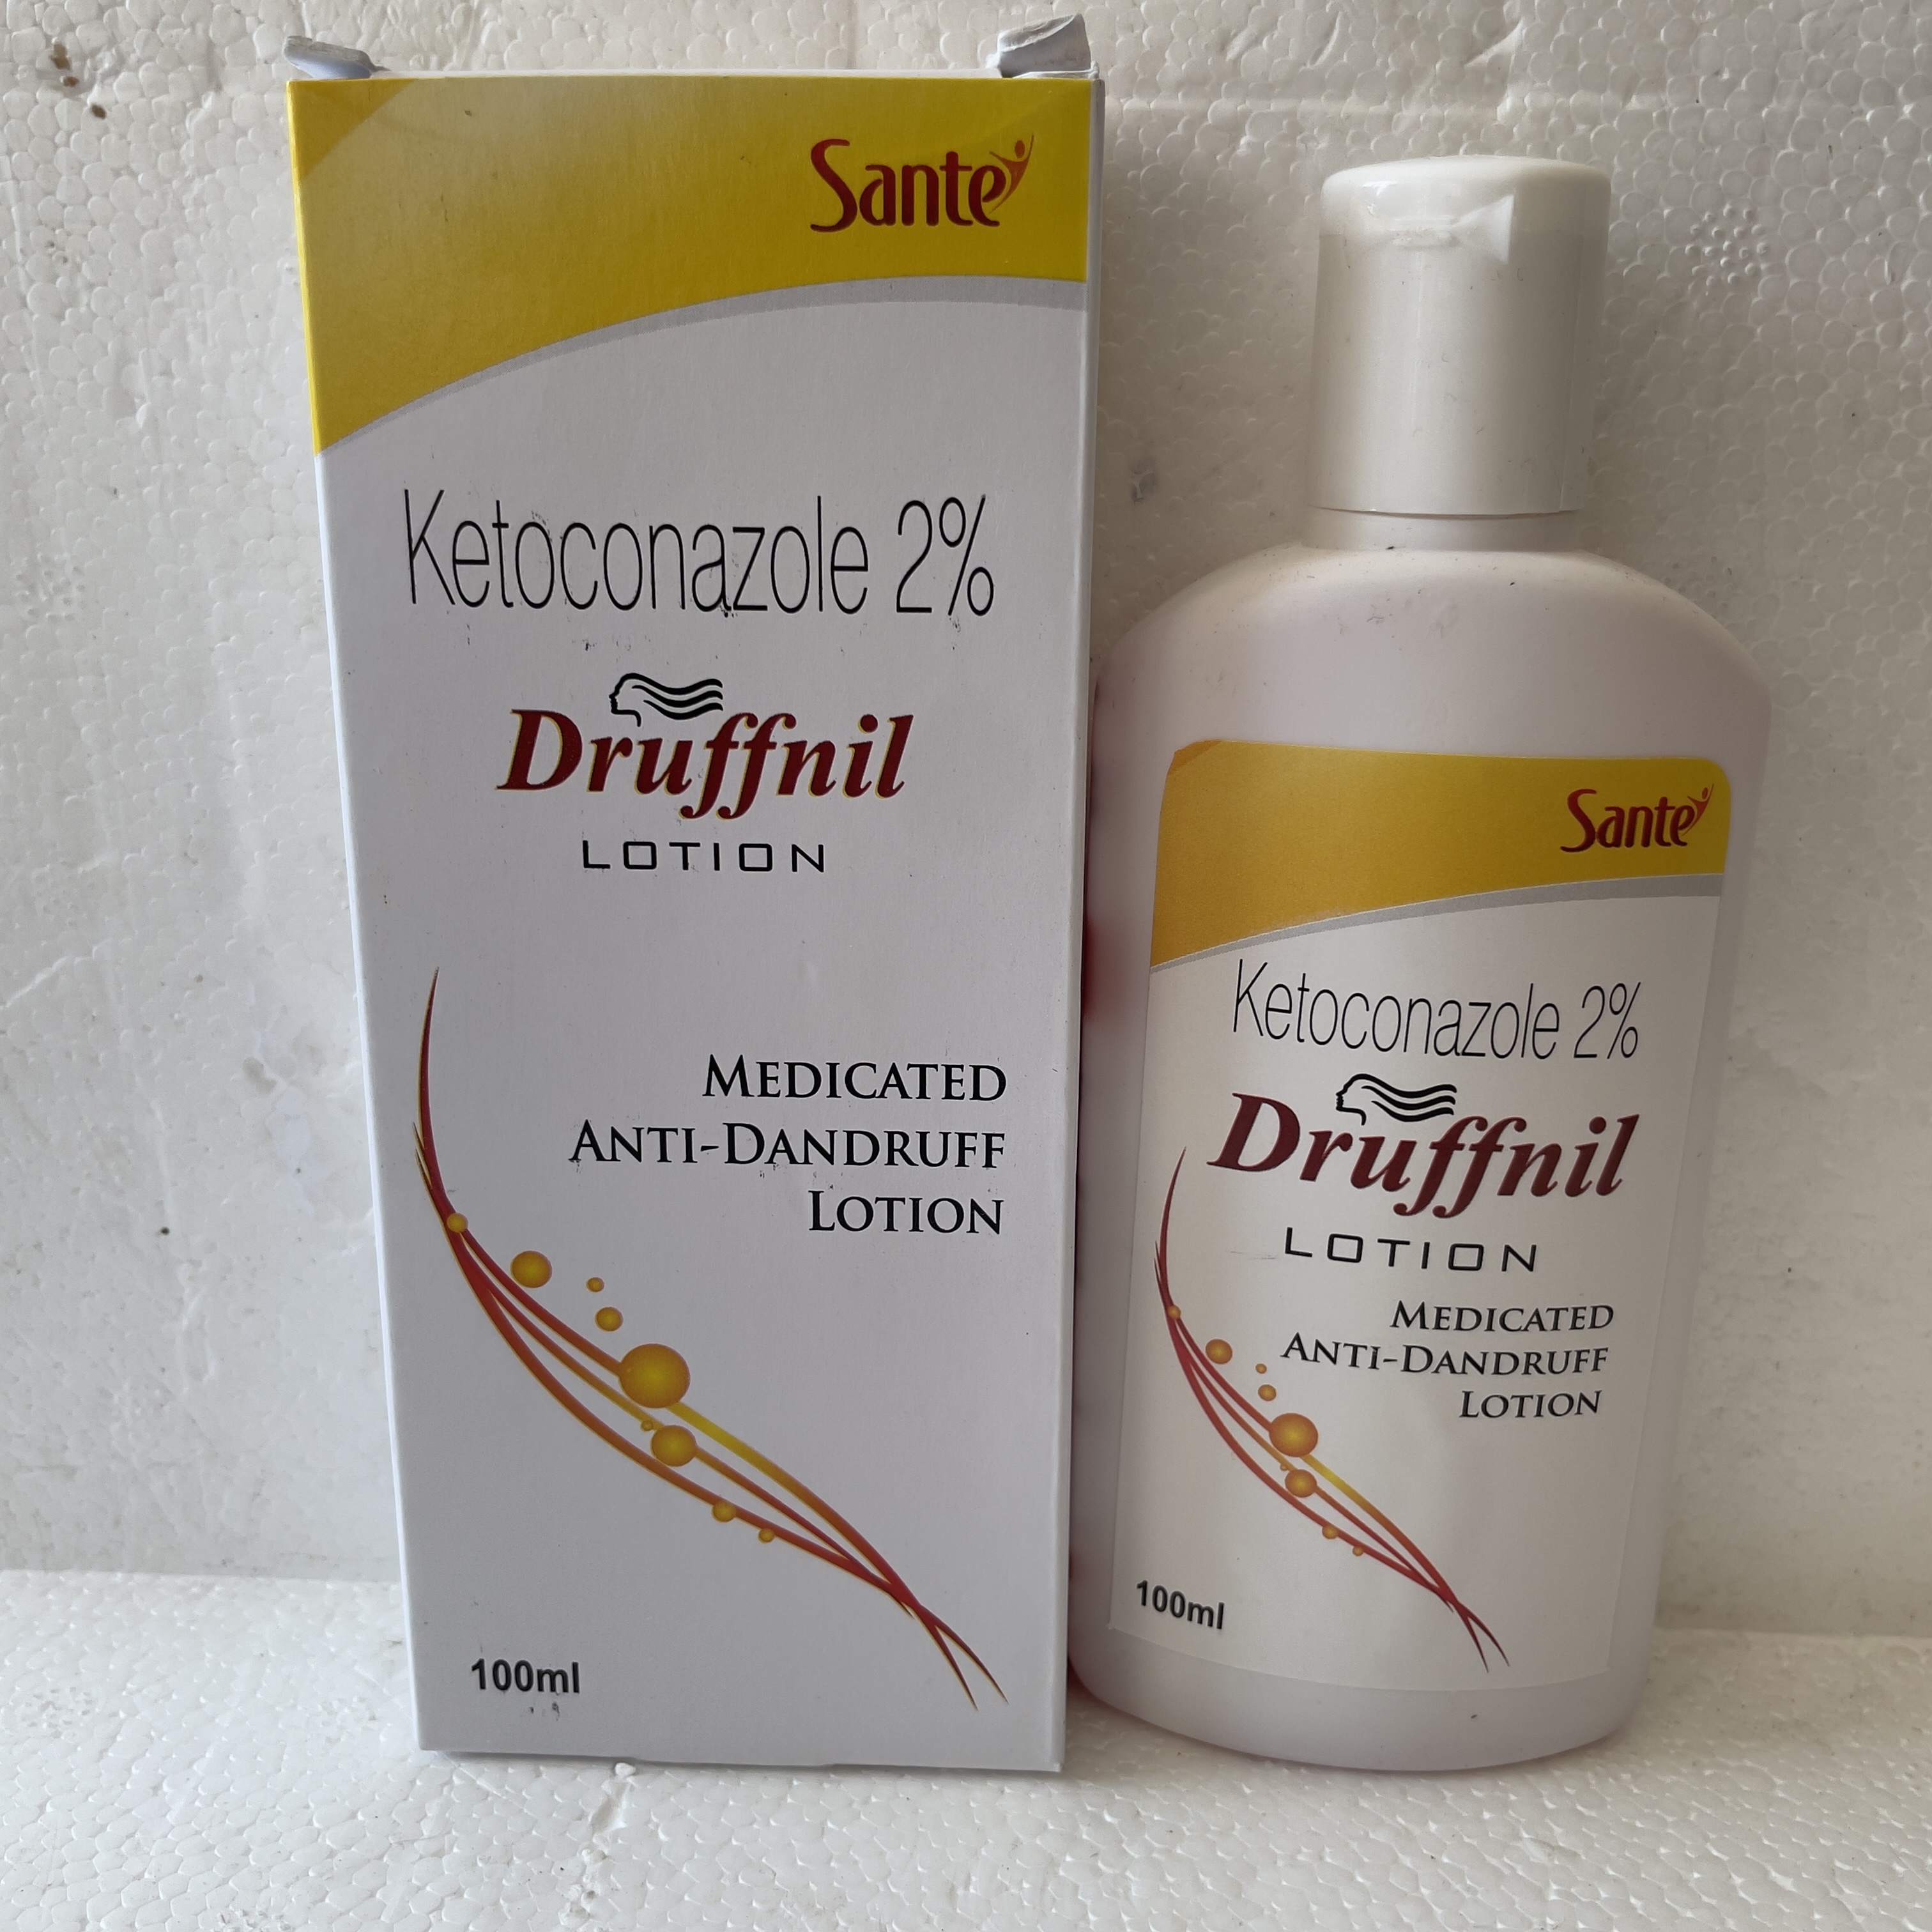 Sante
Ketoconazole 2%
Druffnil
LOTION
MEDICATED
ANTI-DANDRUFF
LOTION
100ml
Sante
Ketoconazole 2%
Druffnil
LOTION
MEDICATED
ANTI-DANDRUFF
LOTION
100ml